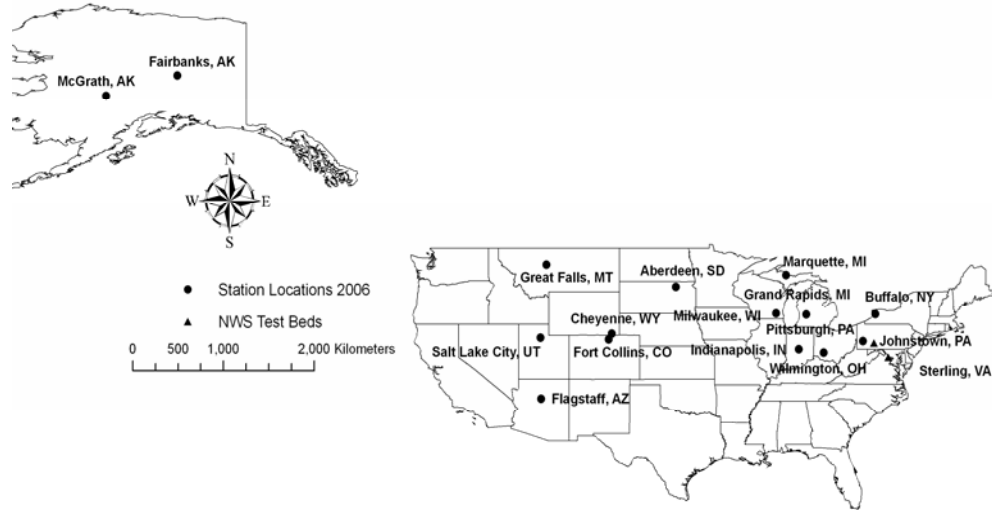 Fairbanks, AK
McGrath, AK
N
W E
S
Station Locations 2006
NWS Test Beds
0 500 1,000 2,000 Kilometers
Marquette, MI
Great Falls, MT
Aberdeen, SD
Grand Rapids, MI
Buffalo, NY
Cheyenne, WY
Milwaukee, WI
Pittsburgh, PA
Johnstown, PA
Salt Lake City, UT
Fort Collins, CO
Indianapolis, IN
Wilmington, OH
Sterling, VA
Flagstaff, AZ